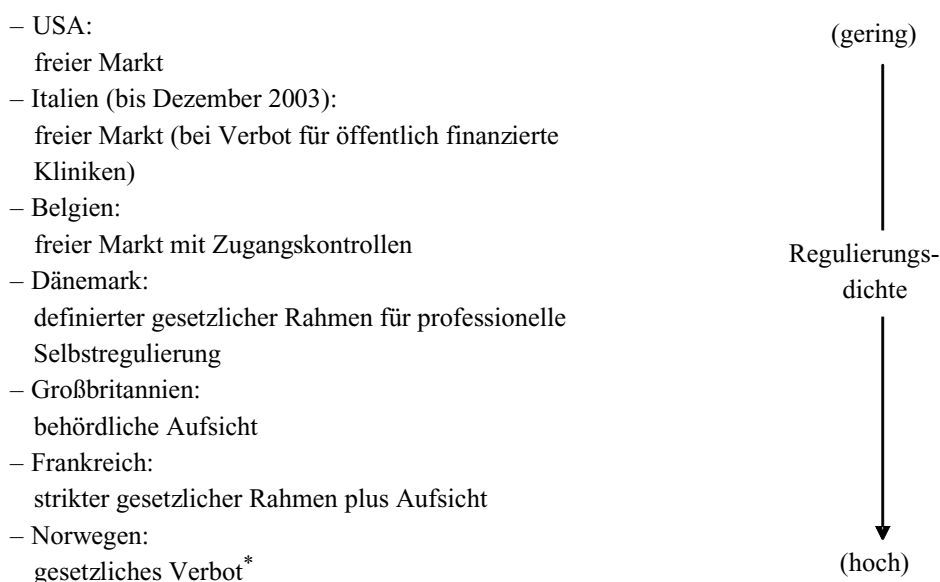 – USA:
freier Markt
– Italien (bis Dezember 2003):
freier Markt (bei Verbot für öffentlich finanzierte
Kliniken)
– Belgien:
freier Markt mit Zugangskontrollen
– Dänemark:
definierter gesetzlicher Rahmen für professionelle
Selbstregulierung
– Großbritannien:
behördliche Aufsicht
– Frankreich:
strikter gesetzlicher Rahmen plus Aufsicht
– Norwegen:
gesetzliches Verbot*
(gering)
Regulierungs-
dichte
(hoch)